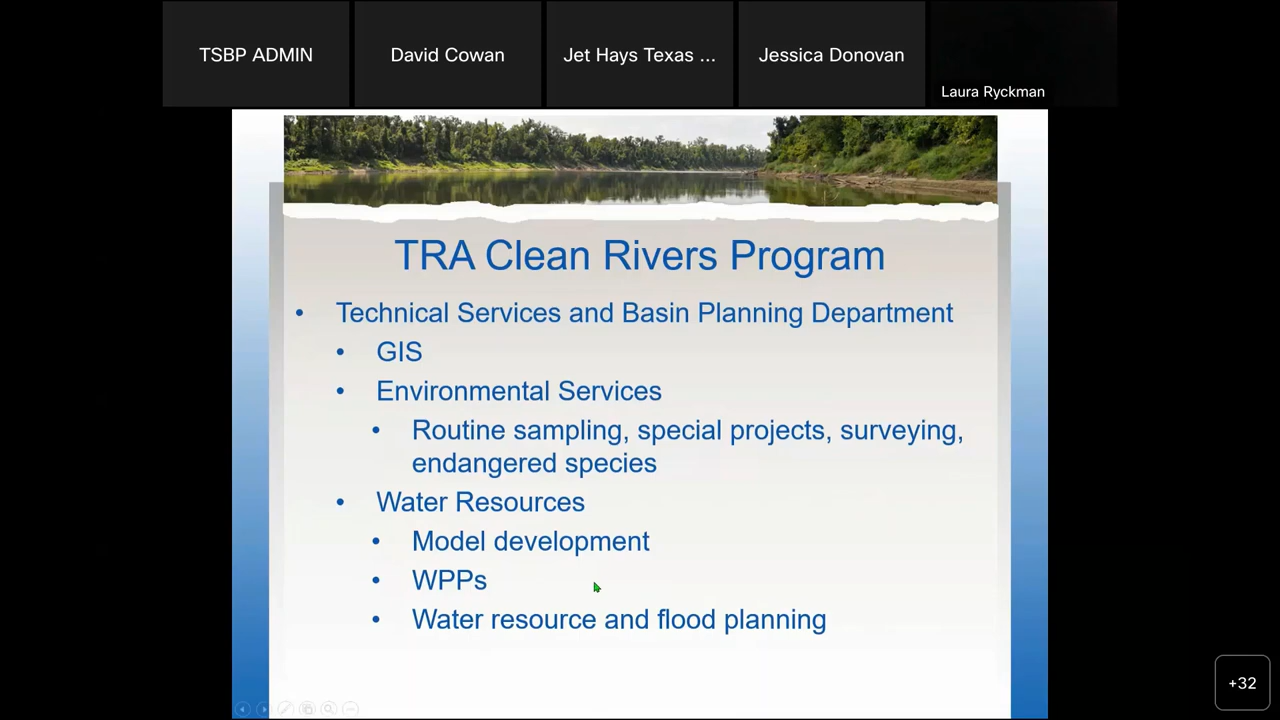 TSBP ADMIN
David Cowan
Jet Hays Texas ...
Jessica Donovan
Laura Ryckman
TRA Clean Rivers Program
• Technical Services and Basin Planning Department
• GIS
• Environmental Services
• Routine sampling, special projects, surveying,
endangered species
• Water Resources
• Model development
• WPPs
• Water resource and flood planning
+32